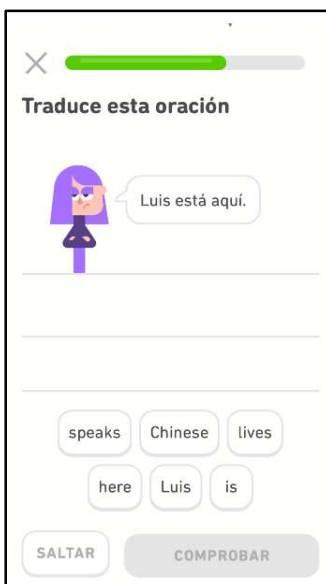 Traduce esta oración
Luis está aquí.
speaks Chinese lives
here Luis is
SALTAR COMPROBAR